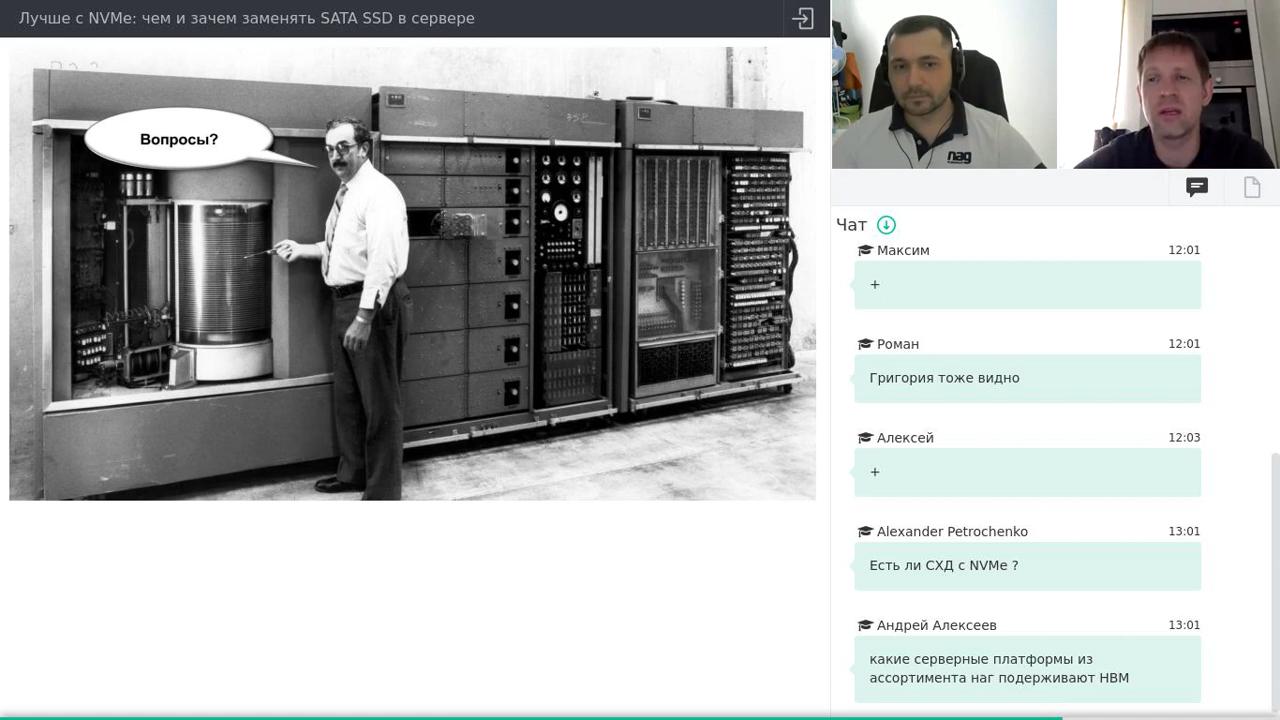 Лучше с NVMe: чем и зачем заменять SATA SSD в сервере
Вопросы?
nag
Чат
Максим 12:01
+
Роман 12:01
Григория тоже видно
Алексей 12:03
+
Alexander Petrochenko 13:01
Есть ли СХД с NVMe ?
Андрей Алексеев 13:01
какие серверные платформы из
ассортимента наг подерживают НВМ